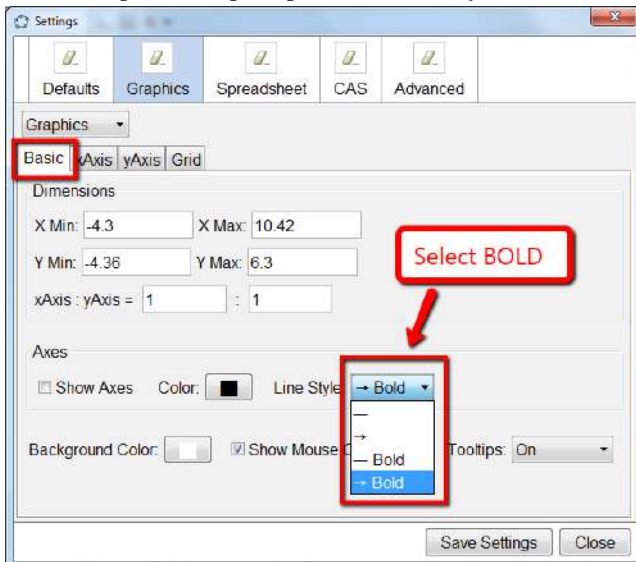 Settings
Defaults Graphics Spreadsheet CAS Advanced
Graphics
Basic xAxis yAxis Grid
Dimensions
X Min: -4.3 X Max: 10.42
Y Min: -4.36 Y Max: 6.3
xAxis : yAxis = 1 : 1
Select BOLD
Axes
Show Axes Color: Line Style: → Bold
—
→
— Bold
→ Bold
Background Color: Show Mouse Tooltips: On
Save Settings Close